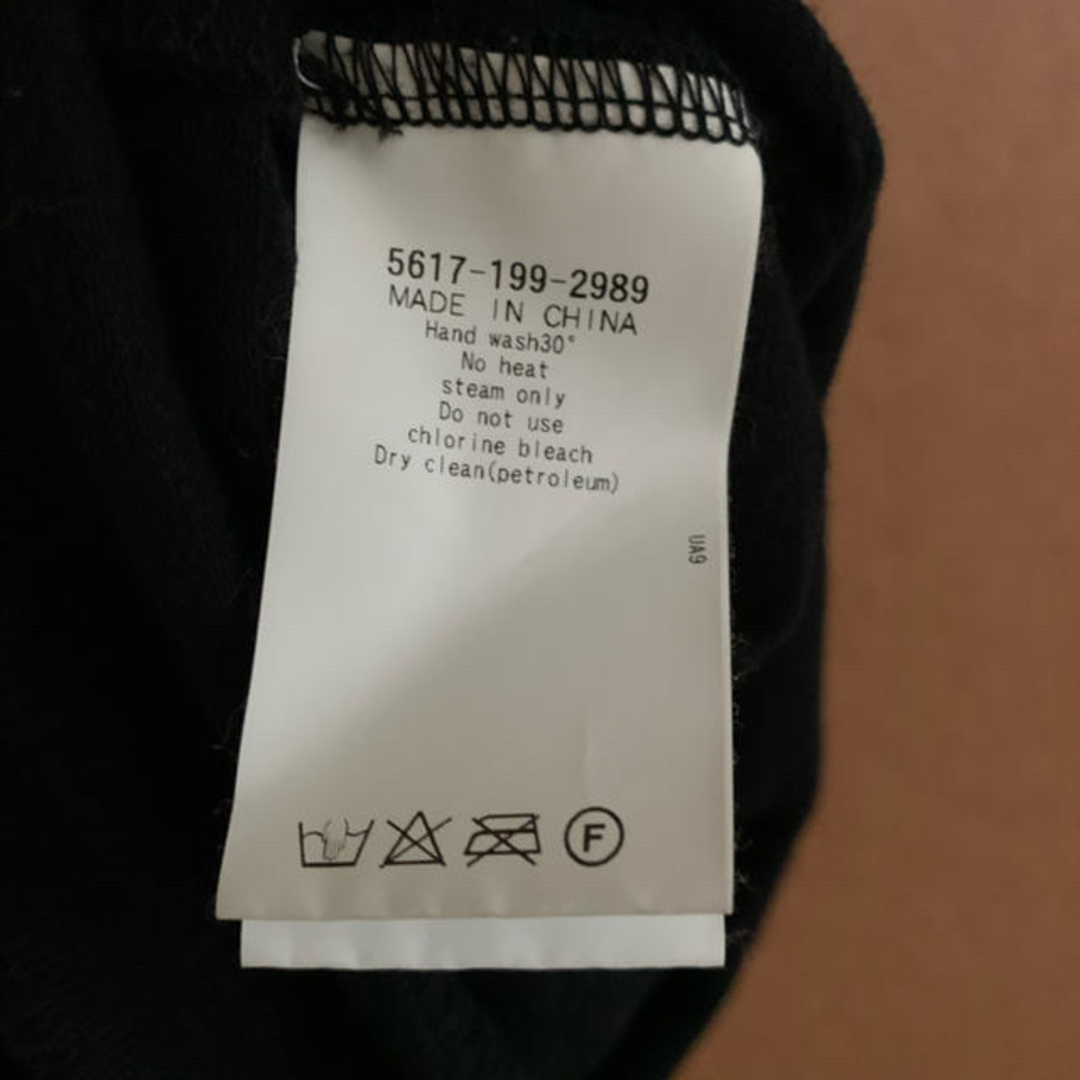 5617-199-2989
MADE IN CHINA
Hand wash30°
No heat
steam only
Do not use
chlorine bleach
Dry clean(petroleum)
UA9
F